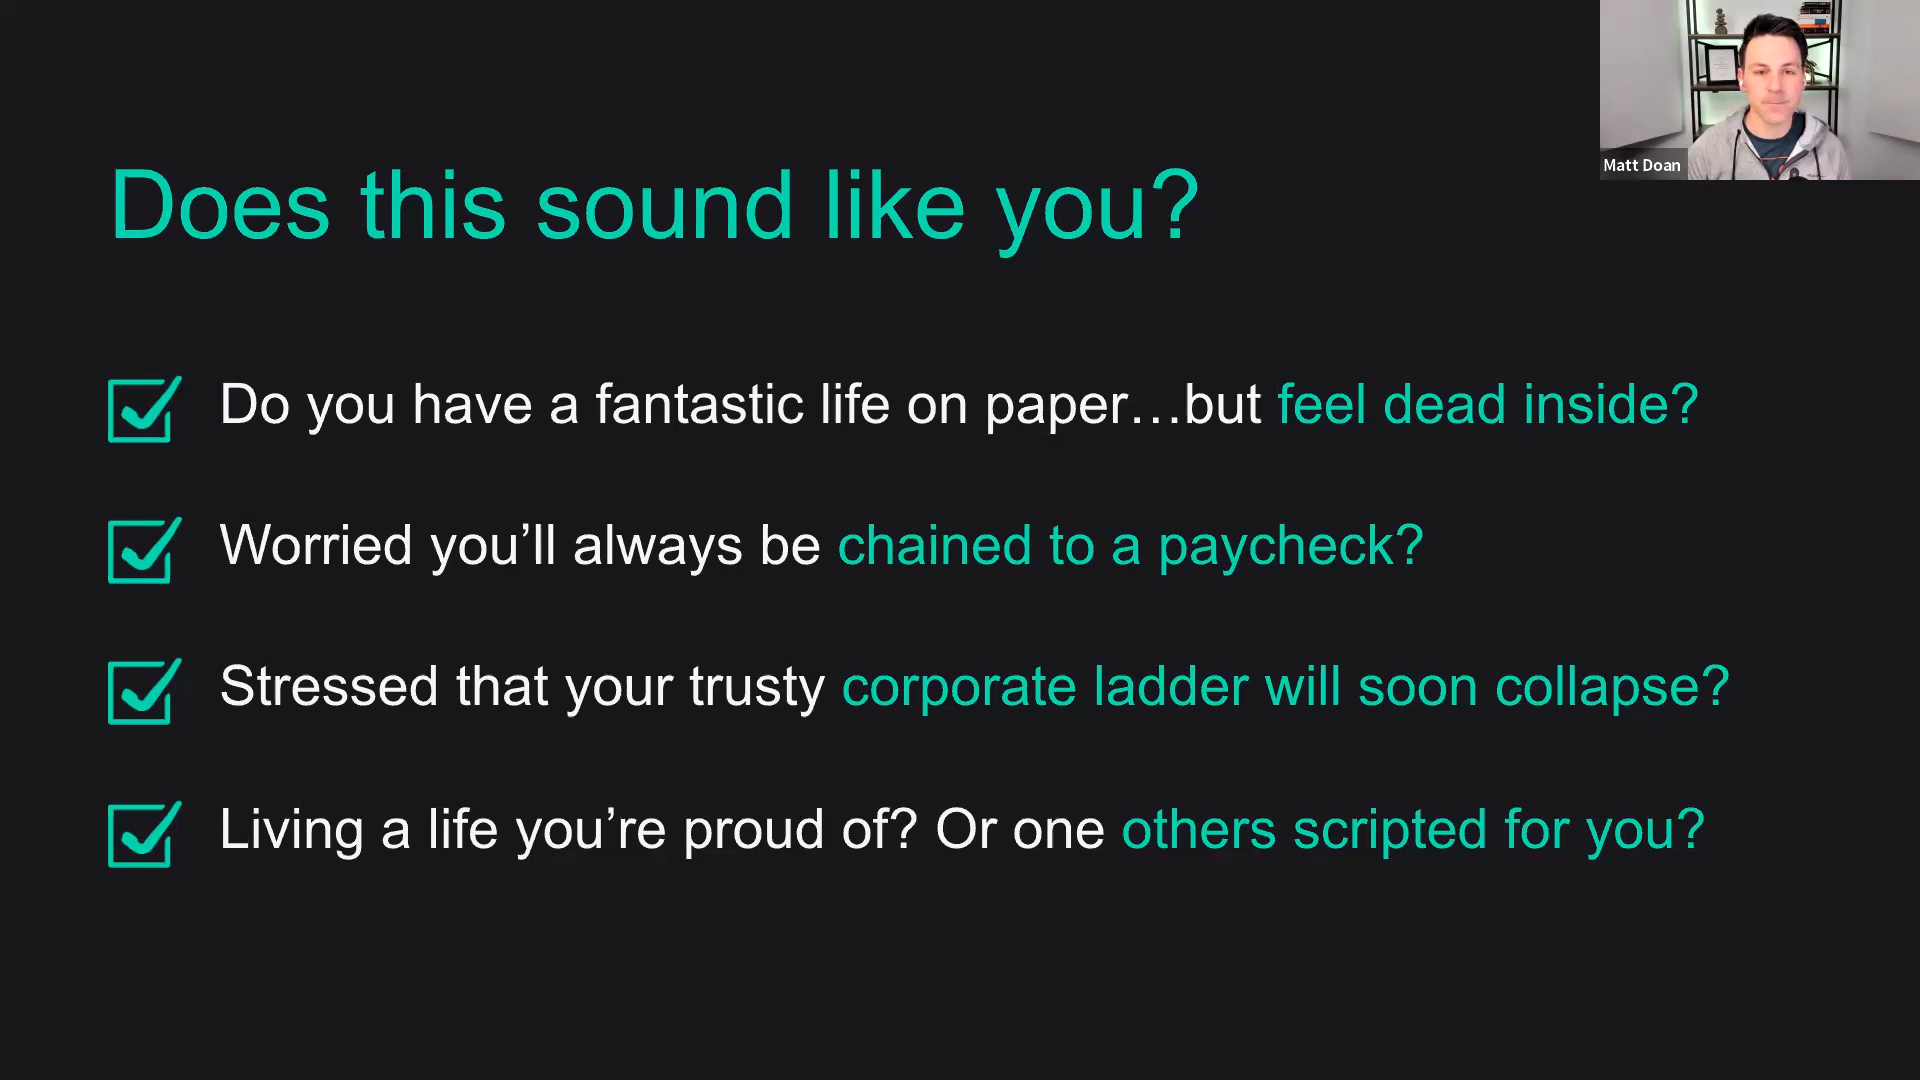 Matt Doan
Does this sound like you?
Do you have a fantastic life on paper…but feel dead inside?
Worried you’ll always be chained to a paycheck?
Stressed that your trusty corporate ladder will soon collapse?
Living a life you’re proud of? Or one others scripted for you?